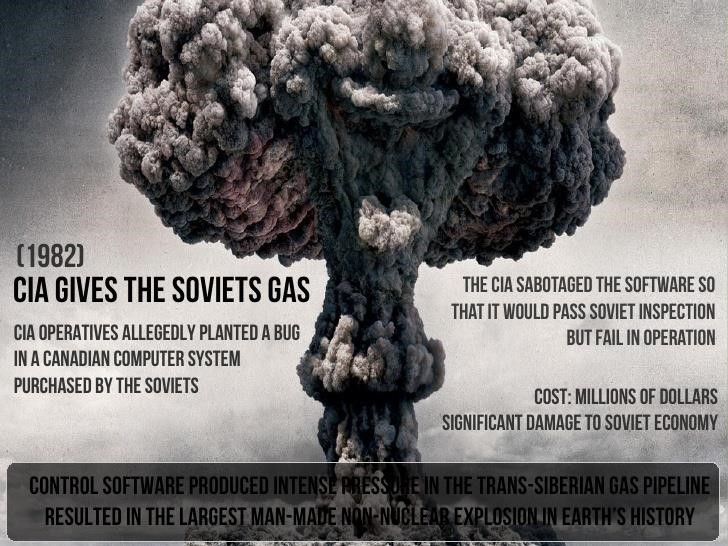 (1982)
CIA GIVES THE SOVIETS GAS
CIA OPERATIVES ALLEGEDLY PLANTED A BUG
IN A CANADIAN COMPUTER SYSTEM
PURCHASED BY THE SOVIETS
THE CIA SABOTAGED THE SOFTWARE SO
THAT IT WOULD PASS SOVIET INSPECTION
BUT FAIL IN OPERATION
COST: MILLIONS OF DOLLARS
SIGNIFICANT DAMAGE TO SOVIET ECONOMY
CONTROL SOFTWARE PRODUCED INTENSE PRESSURE IN THE TRANS-SIBERIAN GAS PIPELINE
RESULTED IN THE LARGEST MAN-MADE NON-NUCLEAR EXPLOSION IN EARTH'S HISTORY